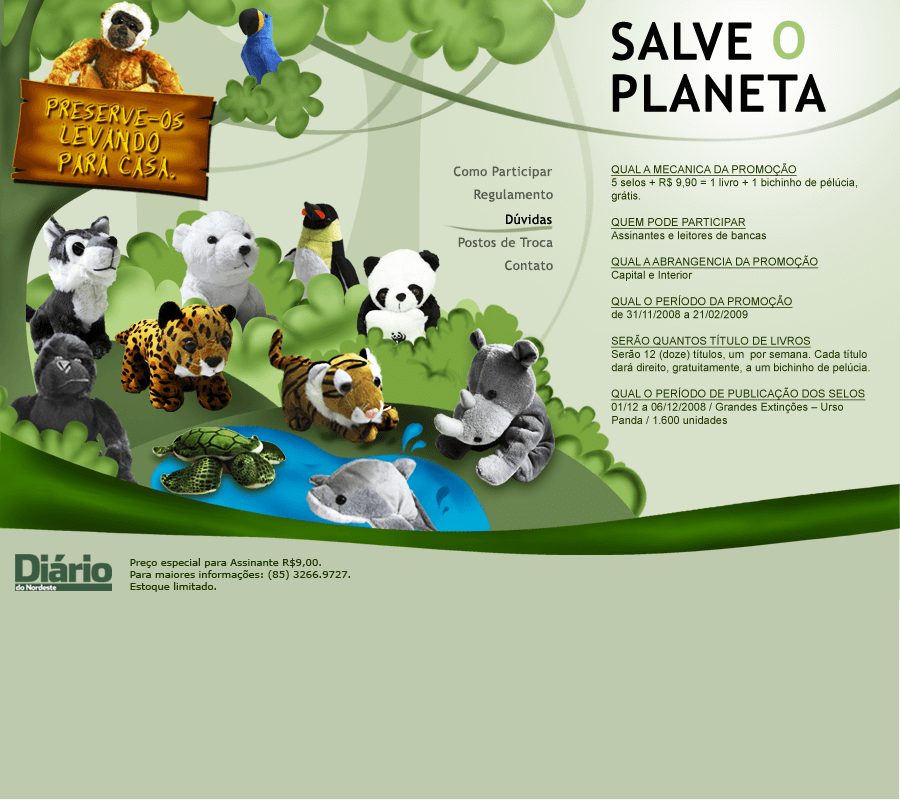 SALVE O
PLANETA
PRESERVE-OS
LEVANDO
PARA CASA.
Como Participar
Regulamento
Dúvidas
Postos de Troca
Contato
QUAL A MECANICA DA PROMOÇÃO
5 selos + R$ 9,90 = 1 livro + 1 bichinho de pélúcia,
grátis.
QUEM PODE PARTICIPAR
Assinantes e leitores de bancas
QUAL A ABRANGENCIA DA PROMOÇÃO
Capital e Interior
QUAL O PERÍODO DA PROMOÇÃO
de 31/11/2008 a 21/02/2009
SERÃO QUANTOS TÍTULO DE LIVROS
Serão 12 (doze) títulos, um  por semana. Cada título
dará direito, gratuitamente, a um bichinho de pelúcia.
QUAL O PERÍODO DE PUBLICAÇÃO DOS SELOS
01/12 a 06/12/2008 / Grandes Extinções – Urso
Panda / 1.600 unidades
Diário
do Nordeste
Preço especial para Assinante R$9,00.
Para maiores informações: (85) 3266.9727.
Estoque limitado.